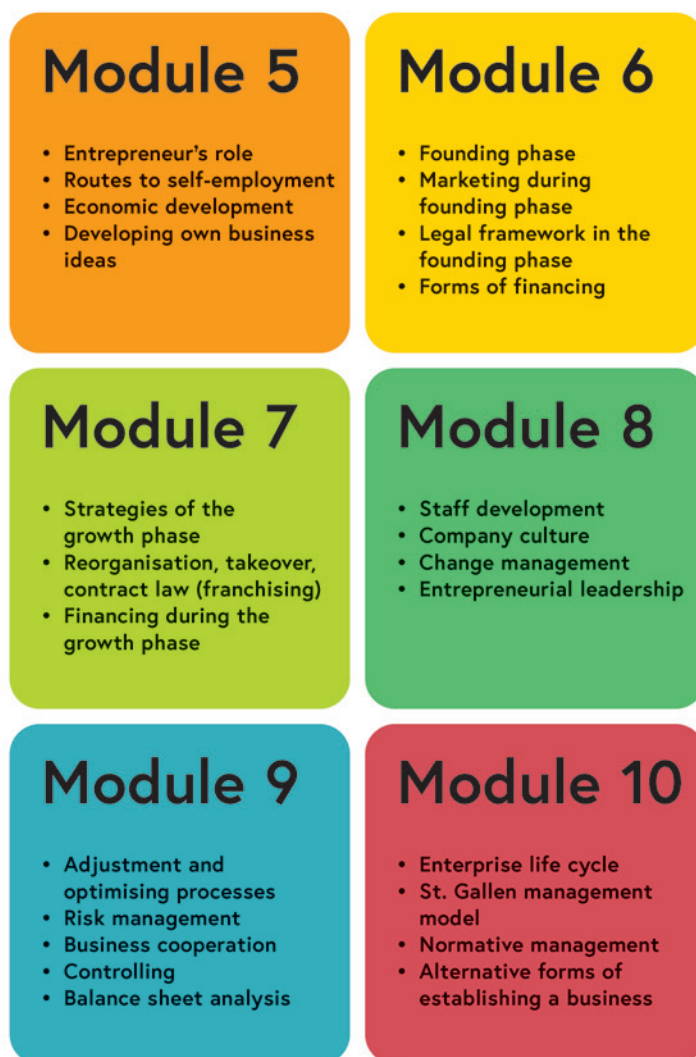 Module 5
• Entrepreneur's role
• Routes to self-employment
• Economic development
• Developing own business
ideas
Module 6
• Founding phase
• Marketing during
founding phase
• Legal framework in the
founding phase
• Forms of financing
Module 7
• Strategies of the
growth phase
• Reorganisation, takeover,
contract law (franchising)
• Financing during the
growth phase
Module 8
• Staff development
• Company culture
• Change management
• Entrepreneurial leadership
Module 9
• Adjustment and
optimising processes
• Risk management
• Business cooperation
• Controlling
• Balance sheet analysis
Module 10
• Enterprise life cycle
• St. Gallen management
model
• Normative management
• Alternative forms of
establishing a business